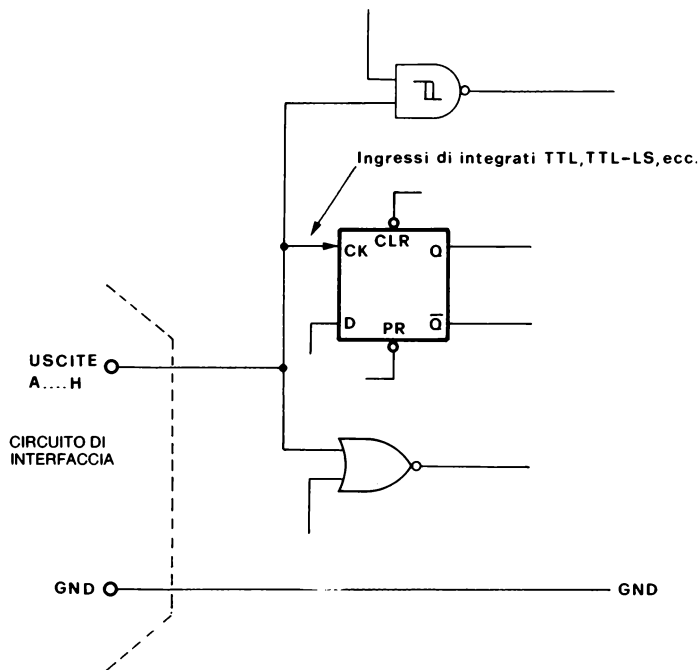 Ingressi di integrati TTL,TTL-LS,ecc.
CLR
CK
Q
D
PR
Q̅
USCITE
A....H
CIRCUITO DI
INTERFACCIA
GND
GND